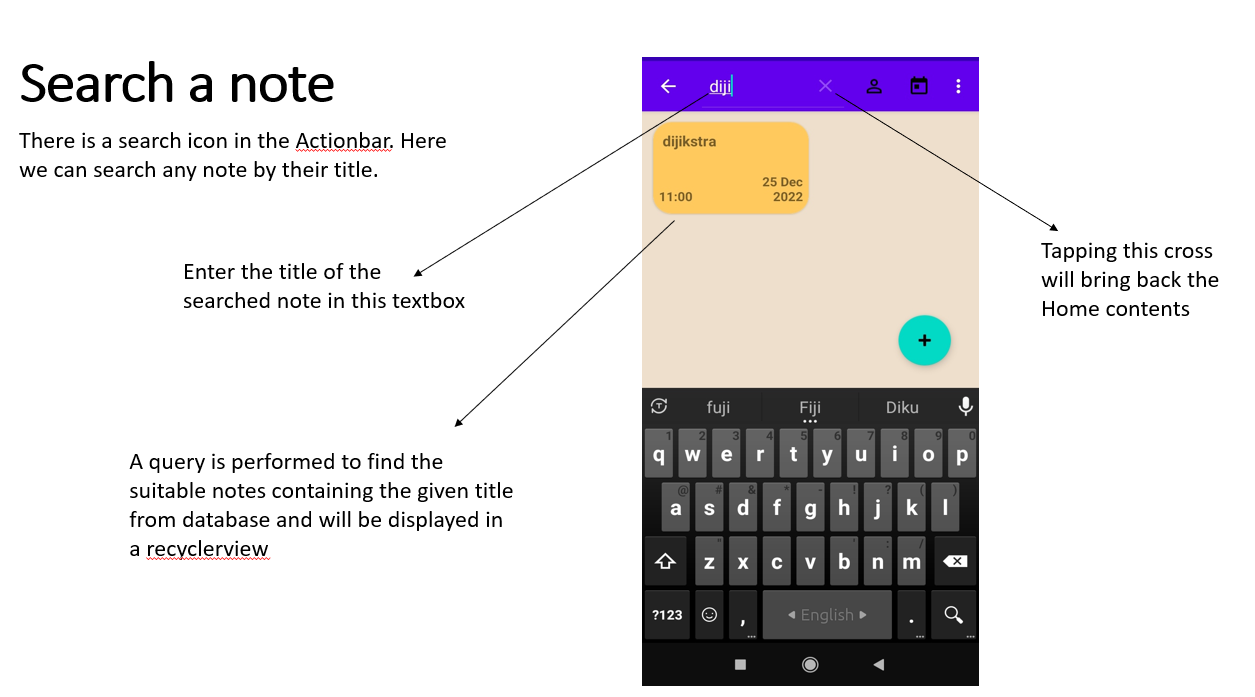 Search a note
There is a search icon in the Actionbar. Here
we can search any note by their title.
Enter the title of the
searched note in this textbox
A query is performed to find the
suitable notes containing the given title
from database and will be displayed in
a recyclerview
diji
dijikstra
25 Dec
11:00 2022
+
fuji Fiji Diku
1 2 3 4 5 6 7 8 9 0
q w e r t y u i o p
@ # & * - ! ? ( )
a s d f g h j k l
" ' : /
z x c v b n m
?123 , English .
Tapping this cross
will bring back the
Home contents